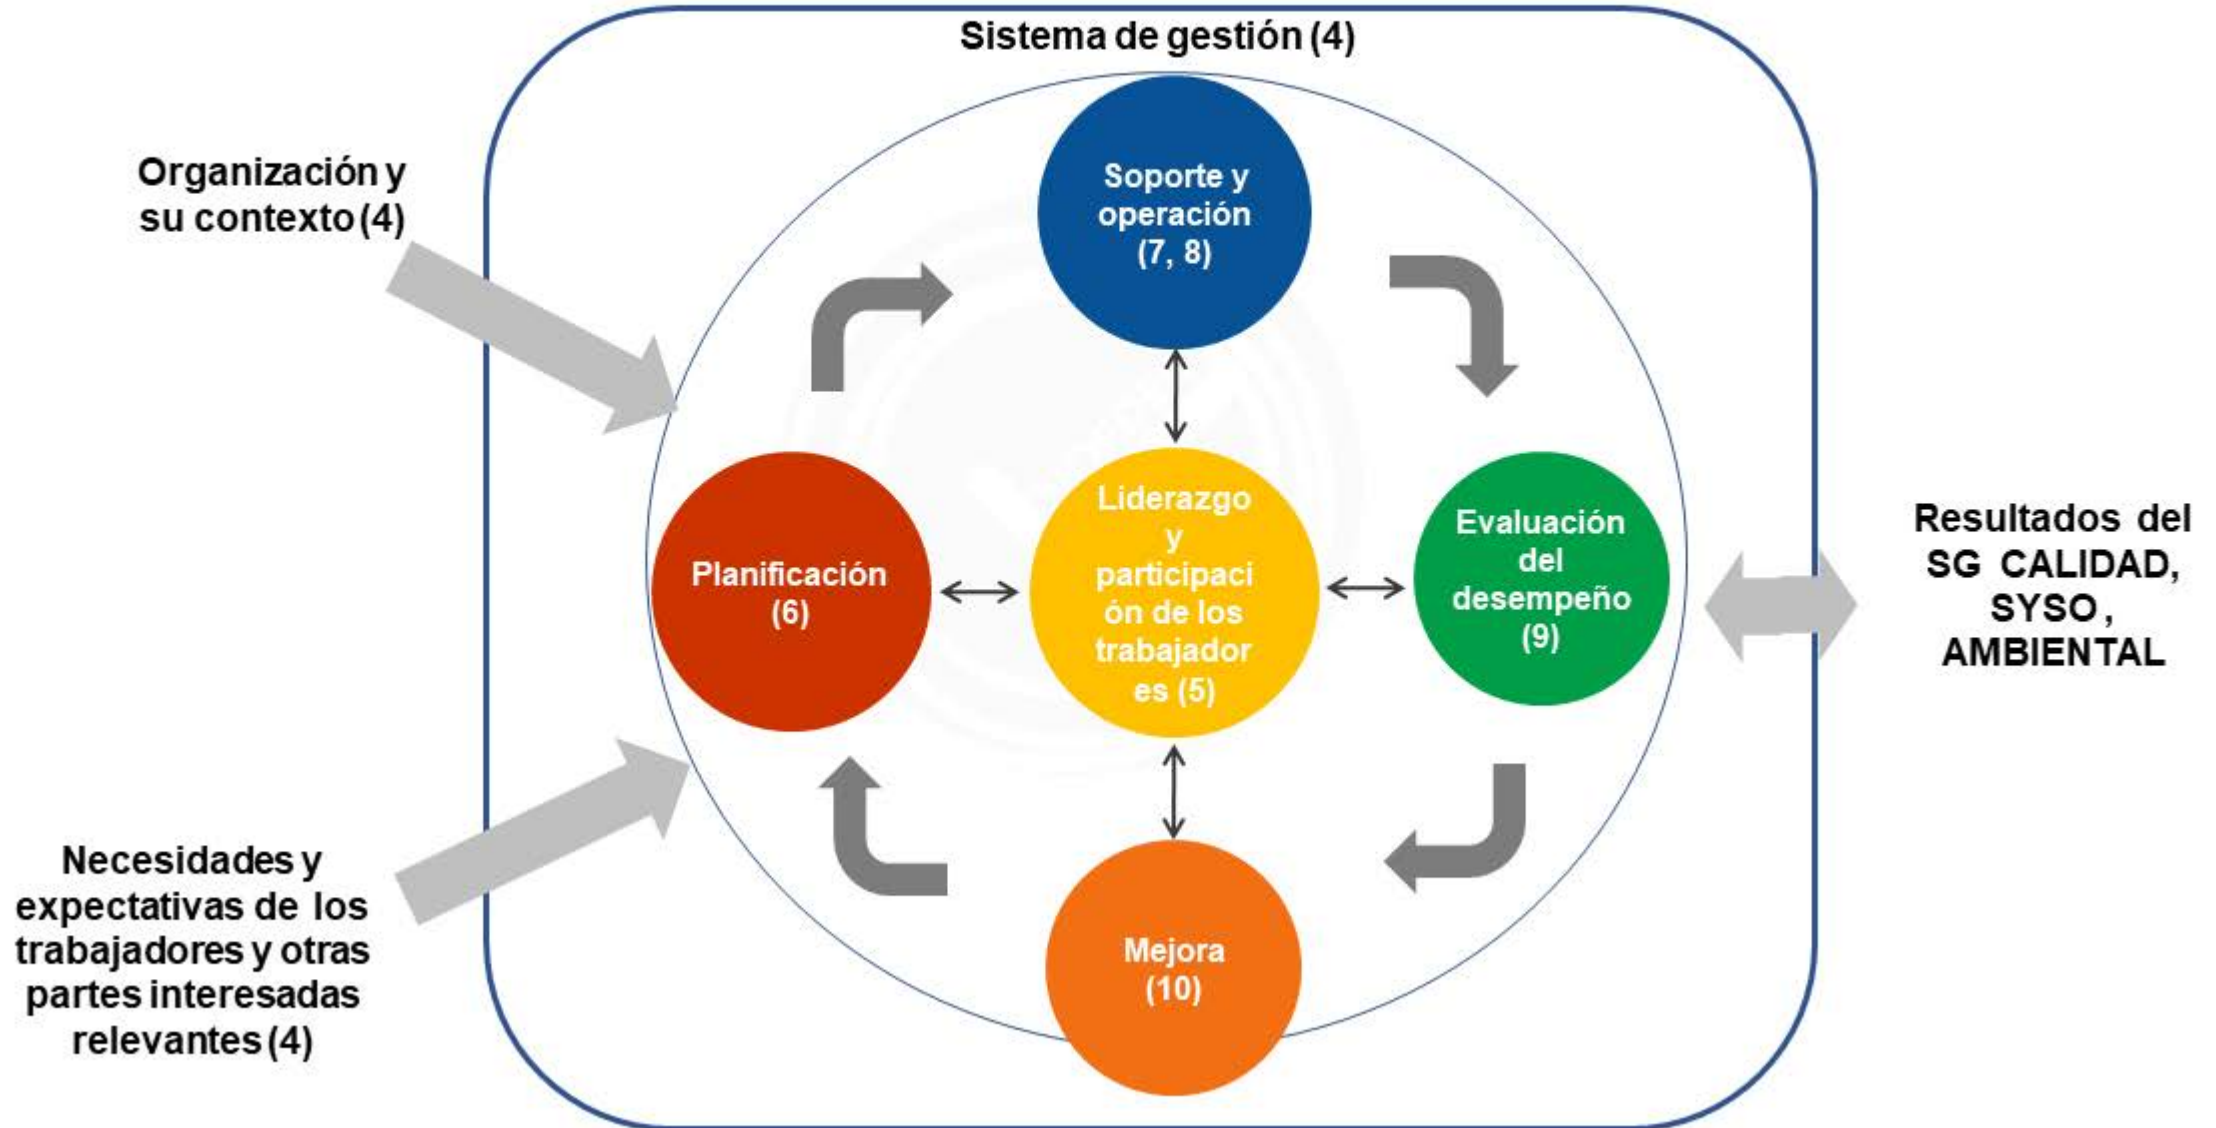 Sistema de gestión (4)
Organización y
su contexto (4)
Soporte y
operación
(7, 8)
Planificación
(6)
Liderazgo
y
participaci
ón de los
trabajador
es (5)
Evaluación
del
desempeño
(9)
Resultados del
SG CALIDAD,
SYSO,
AMBIENTAL
Necesidades y
expectativas de los
trabajadores y otras
partes interesadas
relevantes (4)
Mejora
(10)